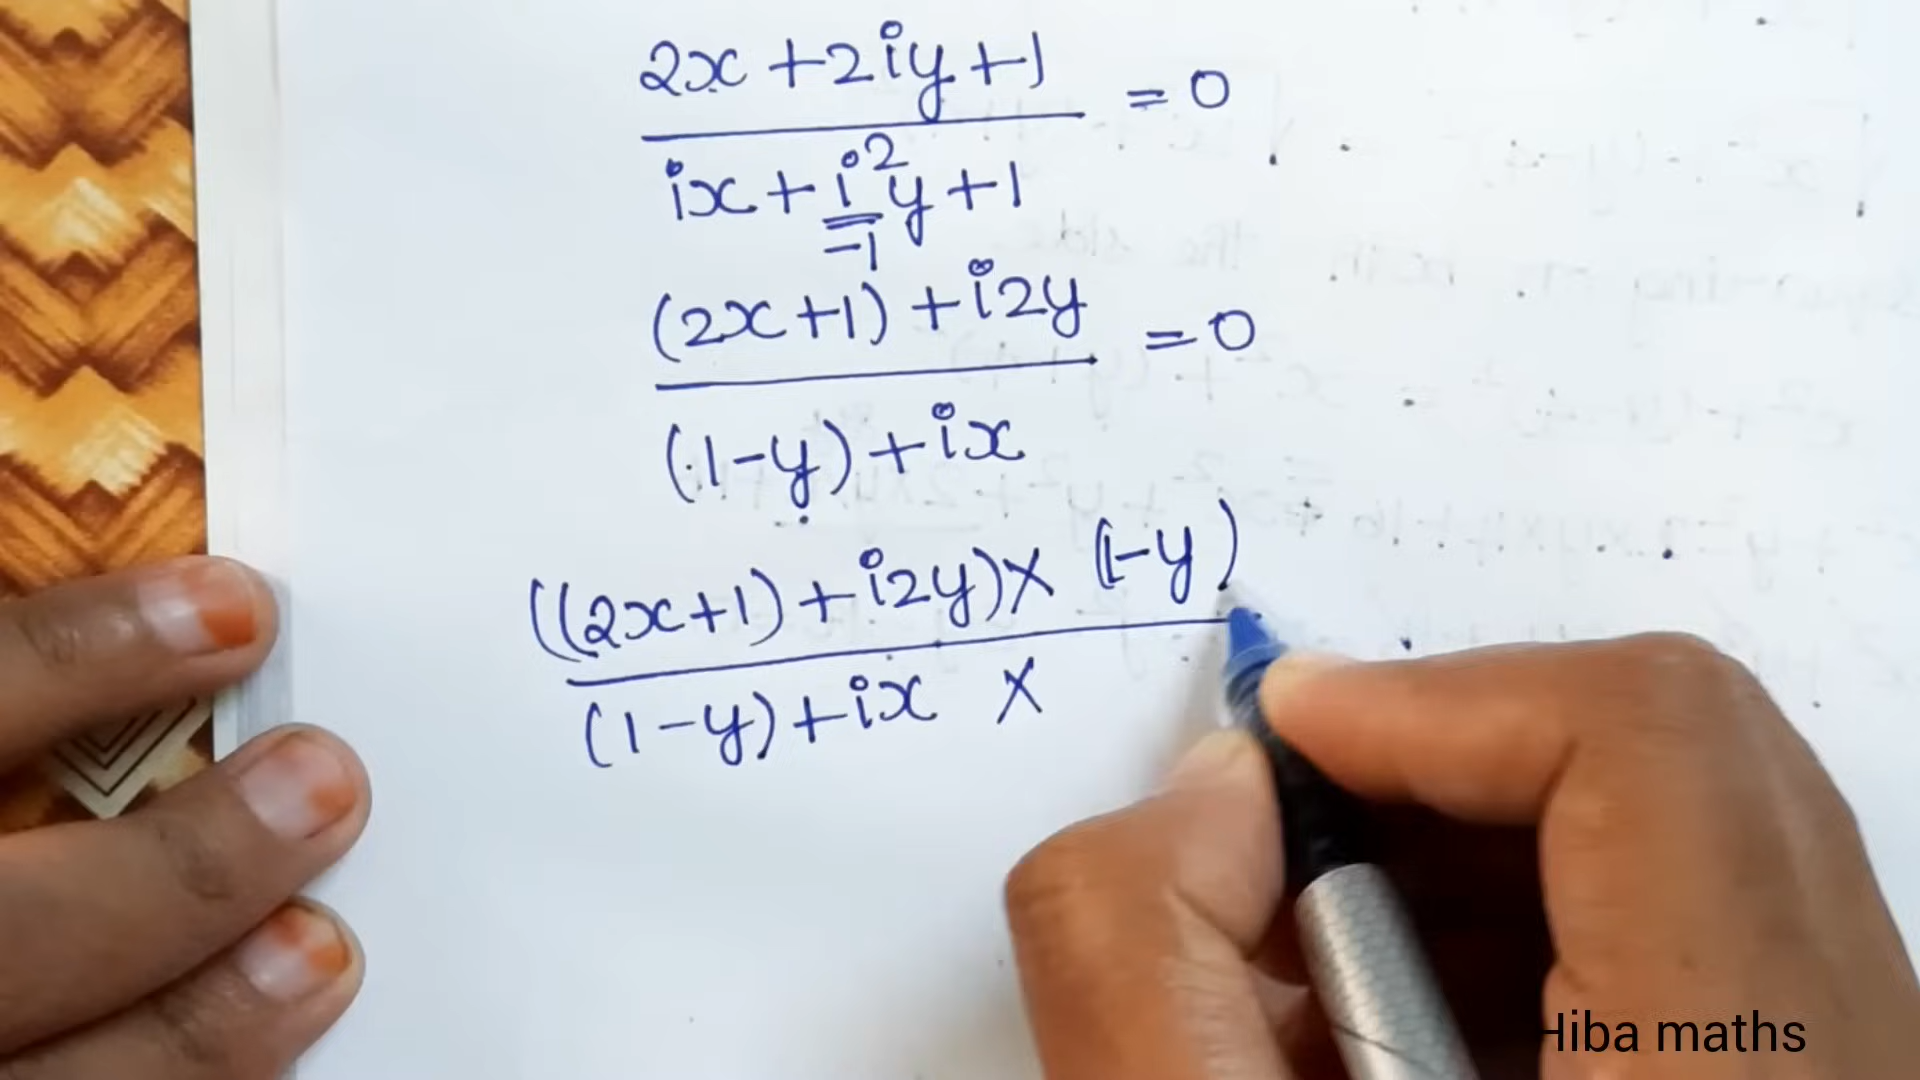 2x+2iy+1
= 0
ix+i²y+1
-1
(2x+1)+i2y
= 0
(1-y)+ix
((2x+1)+i2y)× (1-y)
(1-y)+ix ×
Hiba maths